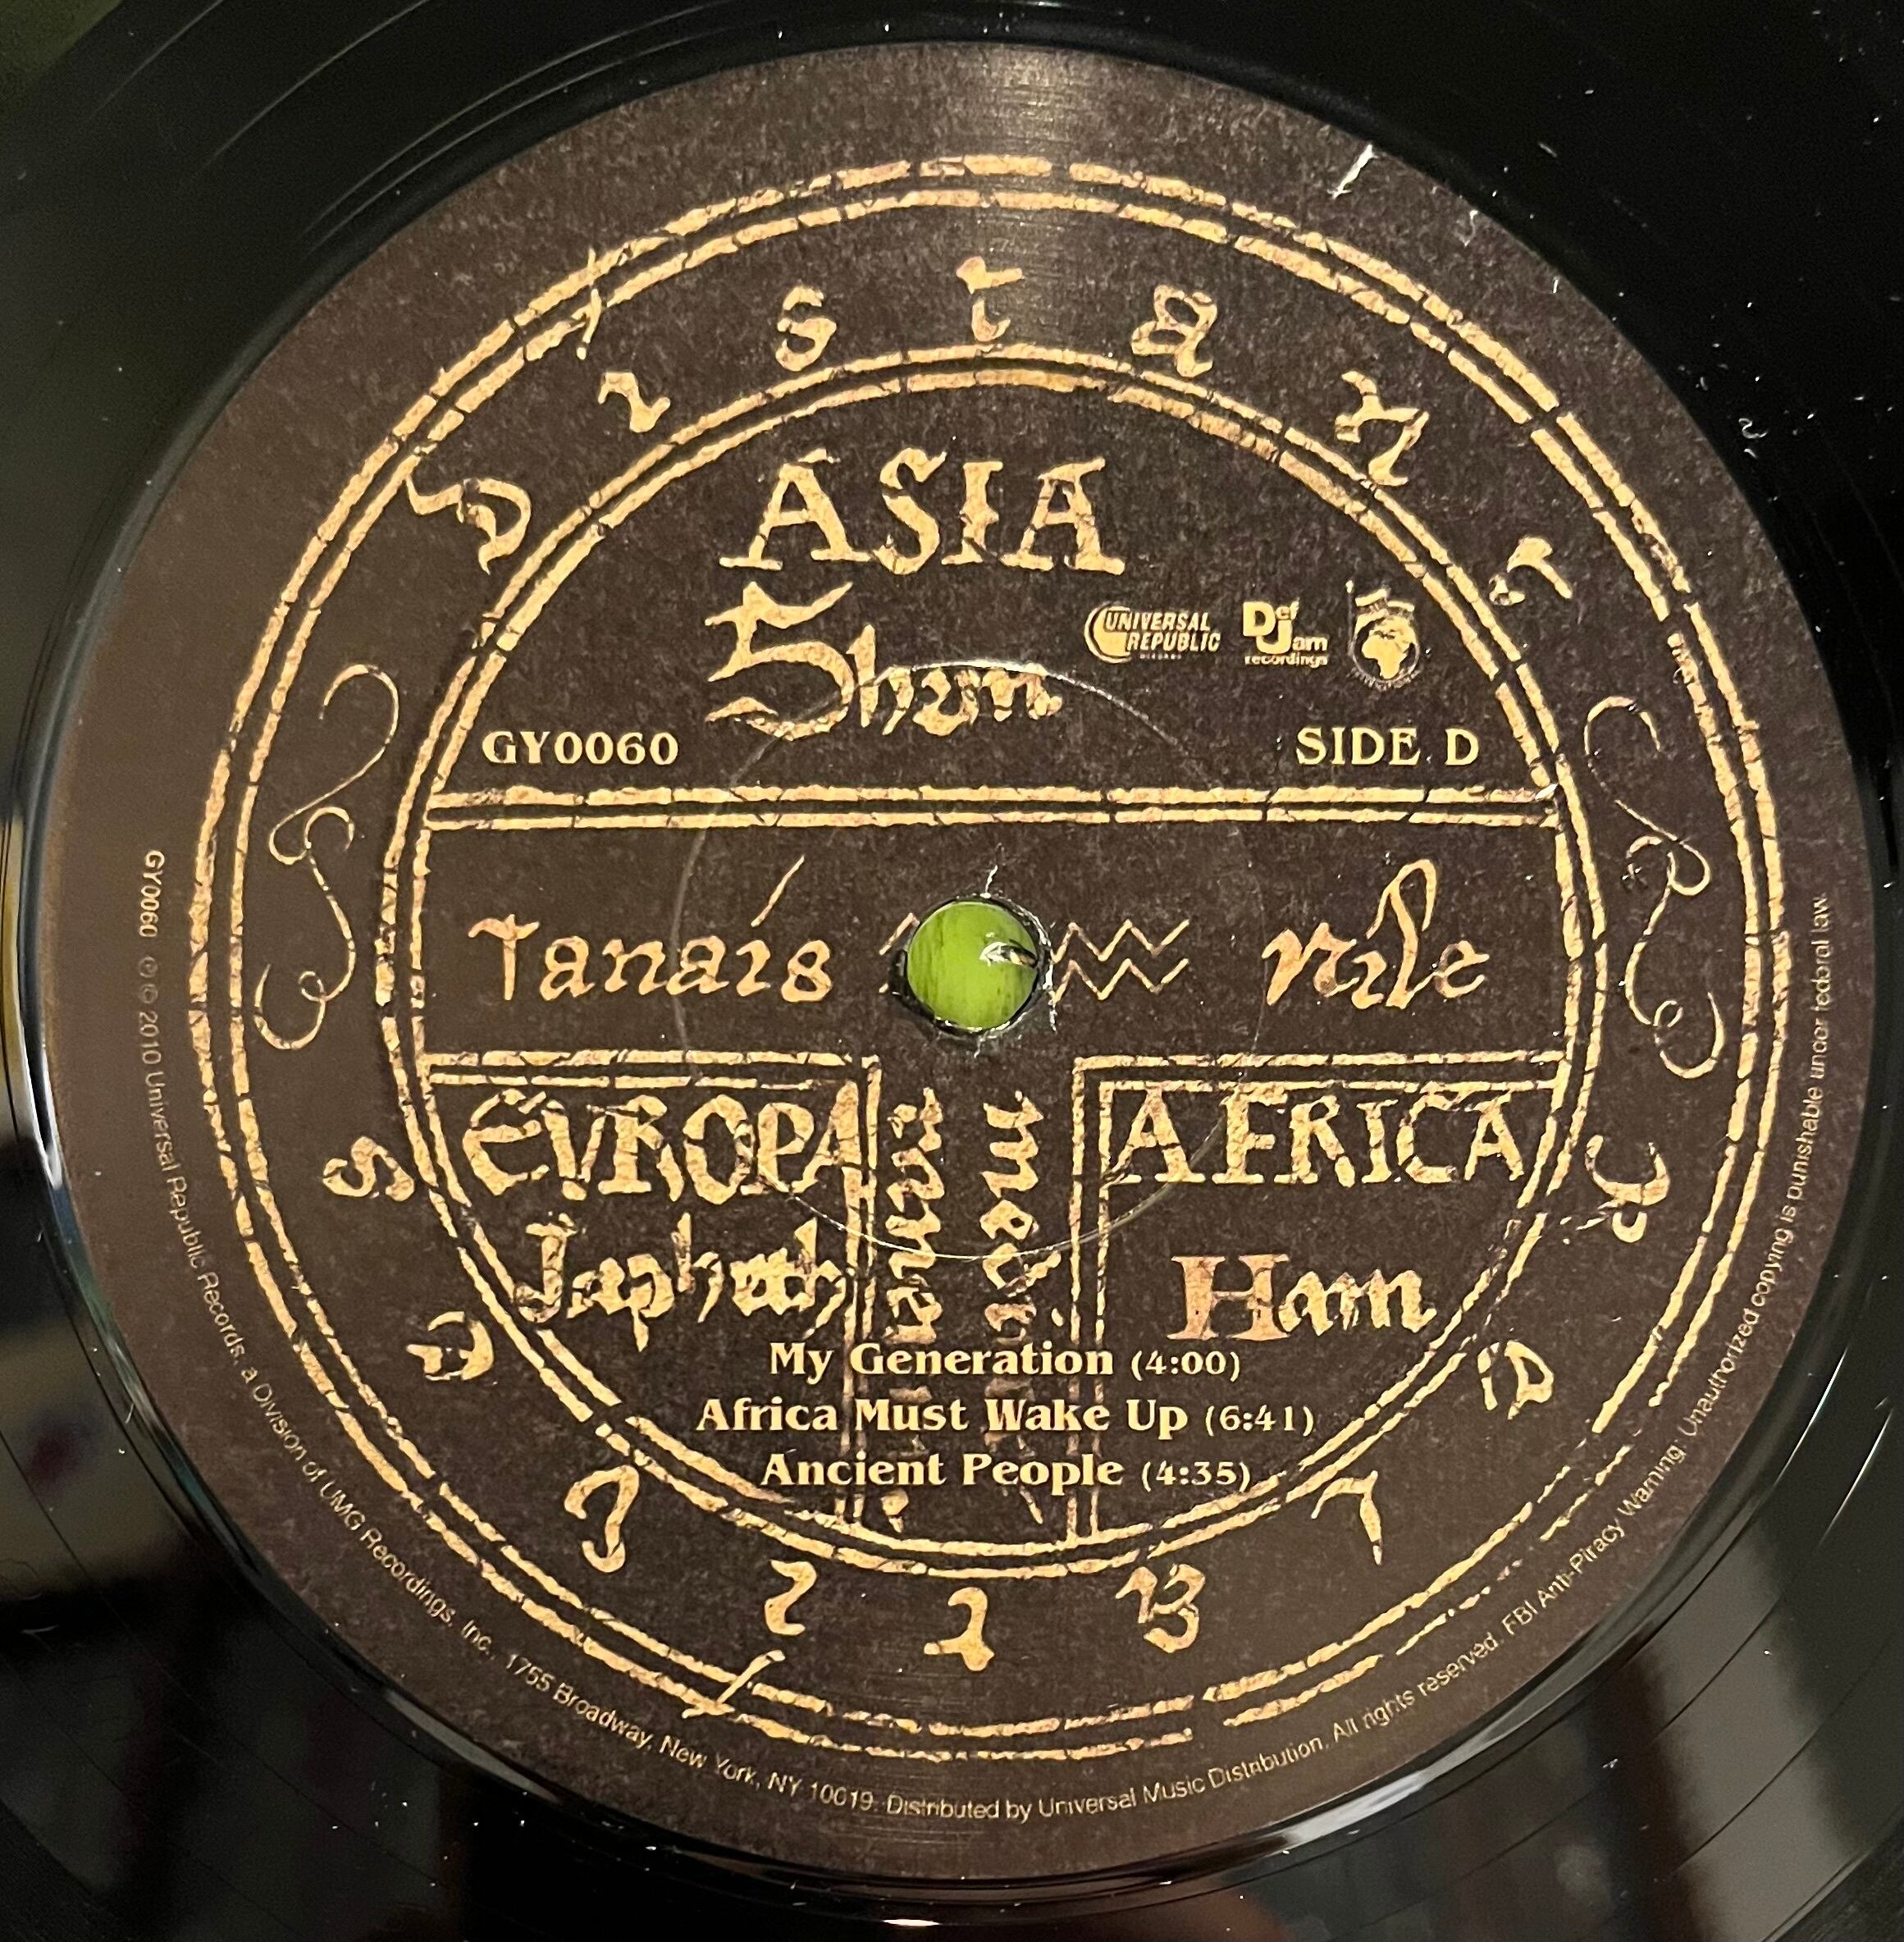 Distant
ASIA
Shem
UNIVERSAL
REPUBLIC
Def
Jam
recordings
GY0060 SIDE D
Tanais nile
EVROPA AFRICA
Japheth Ham
My Generation (4:00)
Africa Must Wake Up (6:41)
Ancient People (4:35)
Relatives
GY0060 ℗ © 2010 Universal Republic Records, a Division of UMG Recordings, Inc., 1755 Broadway, New York, NY 10019. Distributed by Universal Music Distribution. All rights reserved. FBI Anti-Piracy Warning: Unauthorized copying is punishable under federal law.